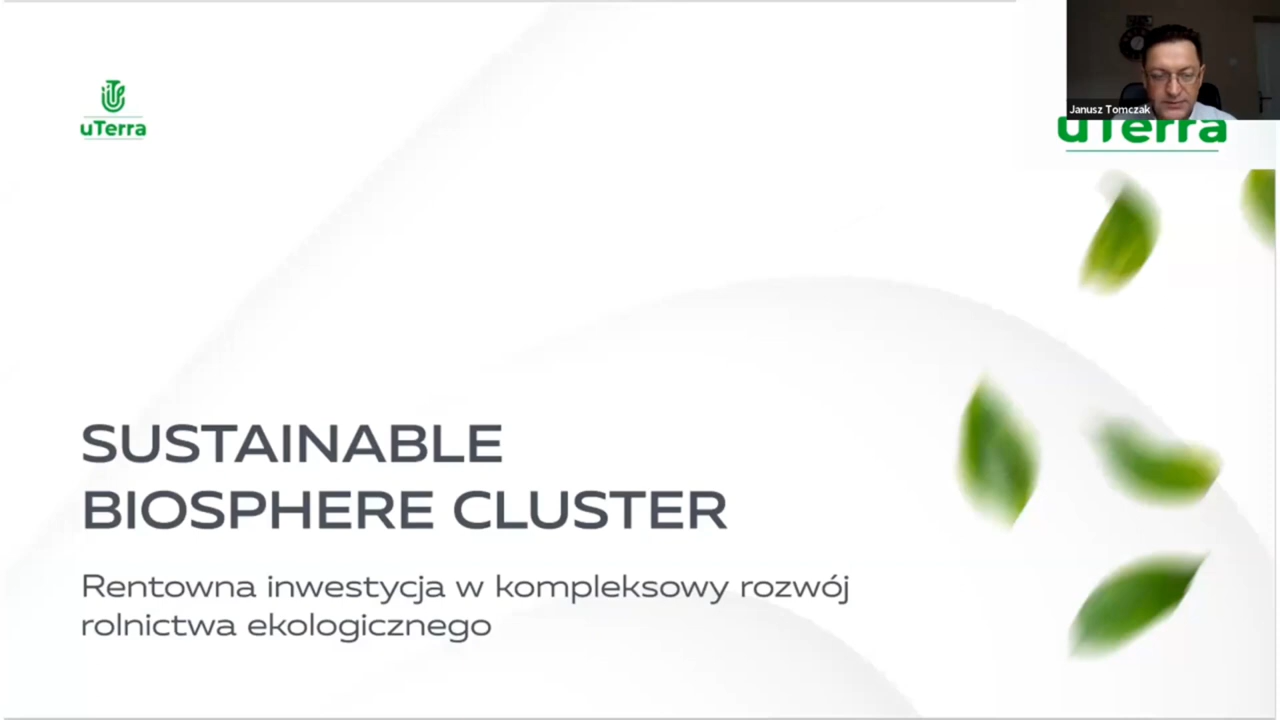 uTerra
Janusz Tomczak
uTerra
SUSTAINABLE
BIOSPHERE CLUSTER
Rentowna inwestycja w kompleksowy rozwój
rolnictwa ekologicznego